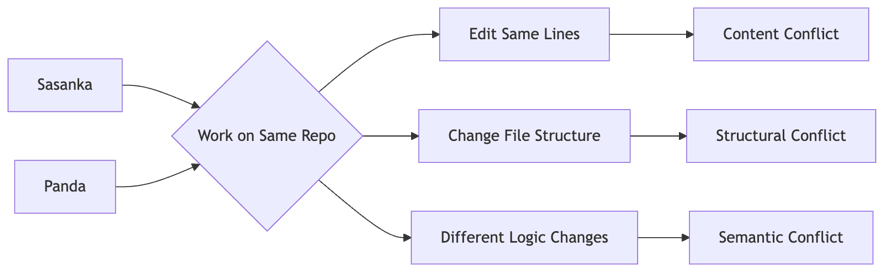 Sasanka
Panda
Work on Same Repo
Edit Same Lines
Content Conflict
Change File Structure
Structural Conflict
Different Logic Changes
Semantic Conflict